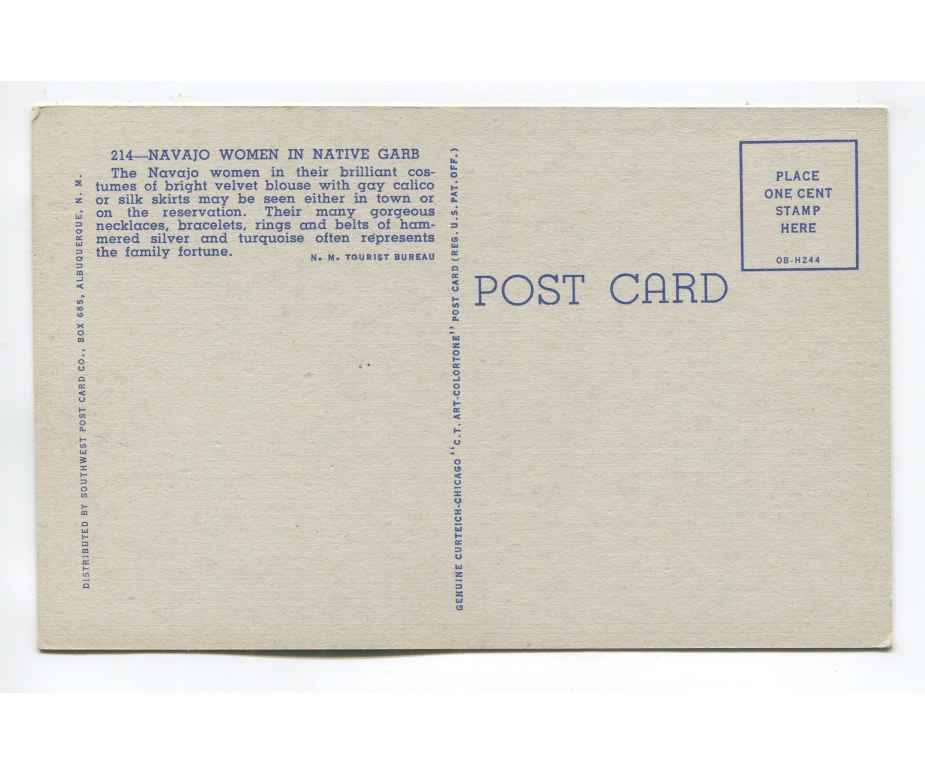 214—NAVAJO WOMEN IN NATIVE GARB
The Navajo women in their brilliant cos-
tumes of bright velvet blouse with gay calico
or silk skirts may be seen either in town or
on the reservation. Their many gorgeous
necklaces, bracelets, rings and belts of ham-
mered silver and turquoise often represents
the family fortune.
N. M. TOURIST BUREAU
DISTRIBUTED BY SOUTHWEST POST CARD CO., BOX 685, ALBUQUERQUE, N. M.
GENUINE CURTEICH-CHICAGO "C.T. ART-COLORTONE" POST CARD (REG. U.S. PAT. OFF.)
POST CARD
PLACE
ONE CENT
STAMP
HERE
OB-H244